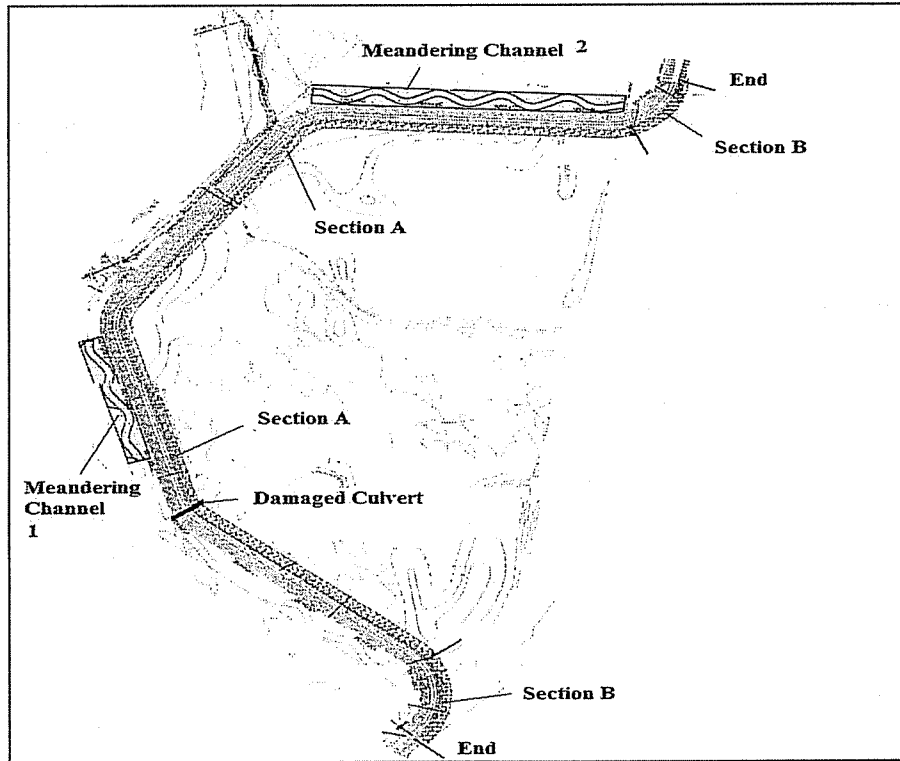 Meandering Channel 2
End
Section B
Section A
Section A
Meandering
Channel
1
Damaged Culvert
Section B
End